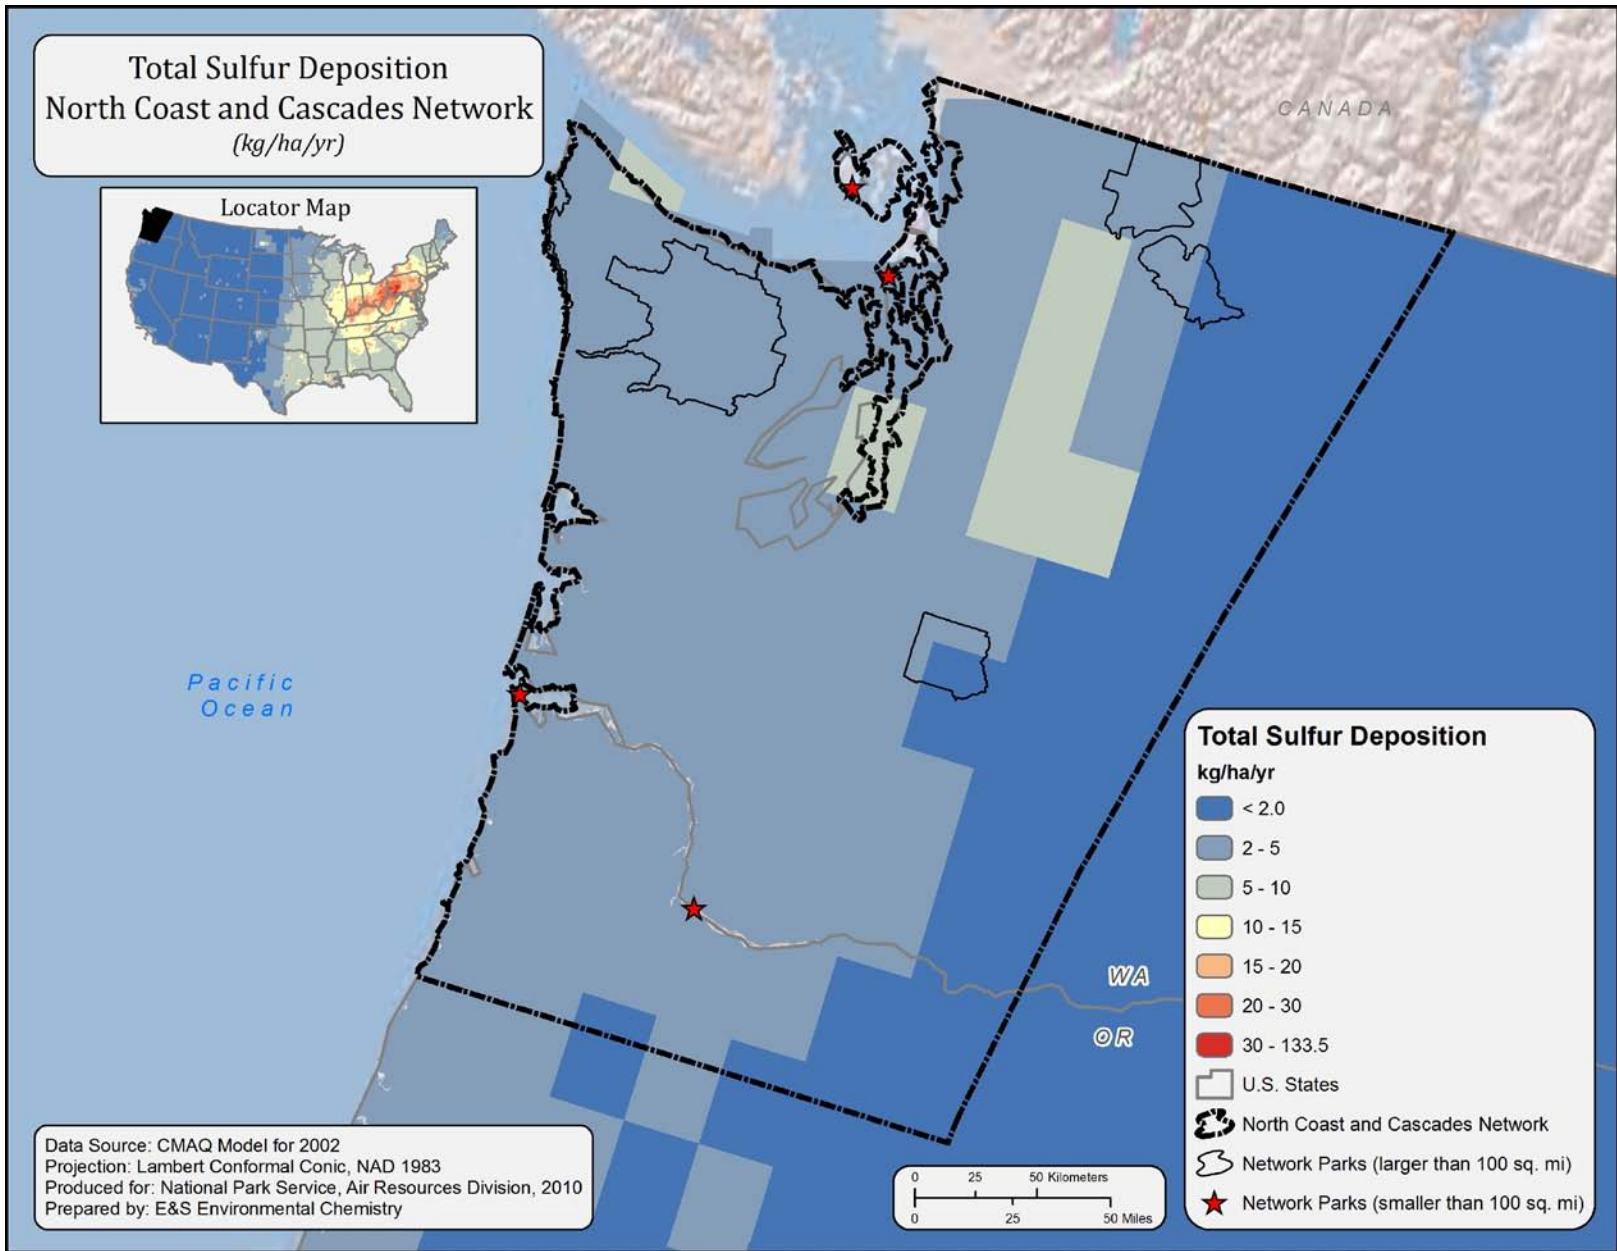 Total Sulfur Deposition
North Coast and Cascades Network
(kg/ha/yr)
Locator Map
CANADA
Pacific
Ocean
WA
OR
Total Sulfur Deposition
kg/ha/yr
< 2.0
2 - 5
5 - 10
10 - 15
15 - 20
20 - 30
30 - 133.5
U.S. States
North Coast and Cascades Network
Network Parks (larger than 100 sq. mi)
Network Parks (smaller than 100 sq. mi)
Data Source: CMAQ Model for 2002
Projection: Lambert Conformal Conic, NAD 1983
Produced for: National Park Service, Air Resources Division, 2010
Prepared by: E&S Environmental Chemistry
0 25 50 Kilometers
0 25 50 Miles